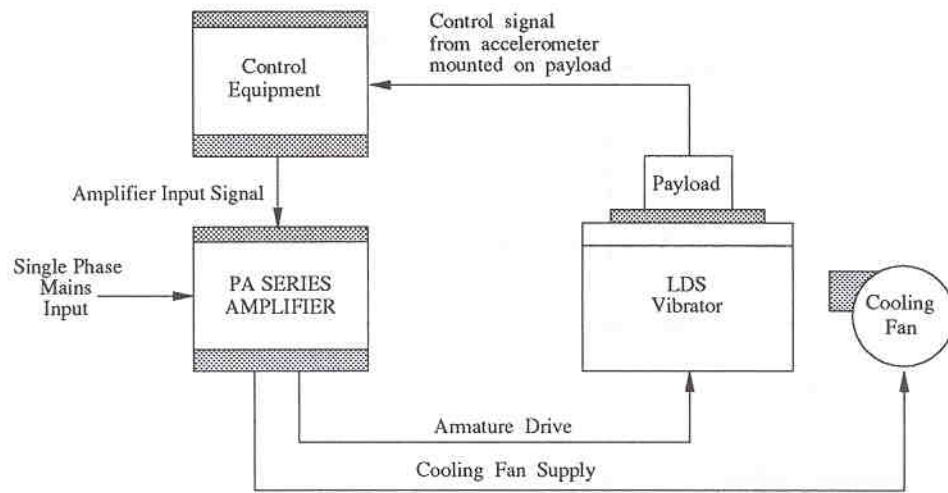 Control signal
from accelerometer
mounted on payload
Control
Equipment
Payload
Amplifier Input Signal
Single Phase
Mains
Input
PA SERIES
AMPLIFIER
LDS
Vibrator
Cooling
Fan
Armature Drive
Cooling Fan Supply